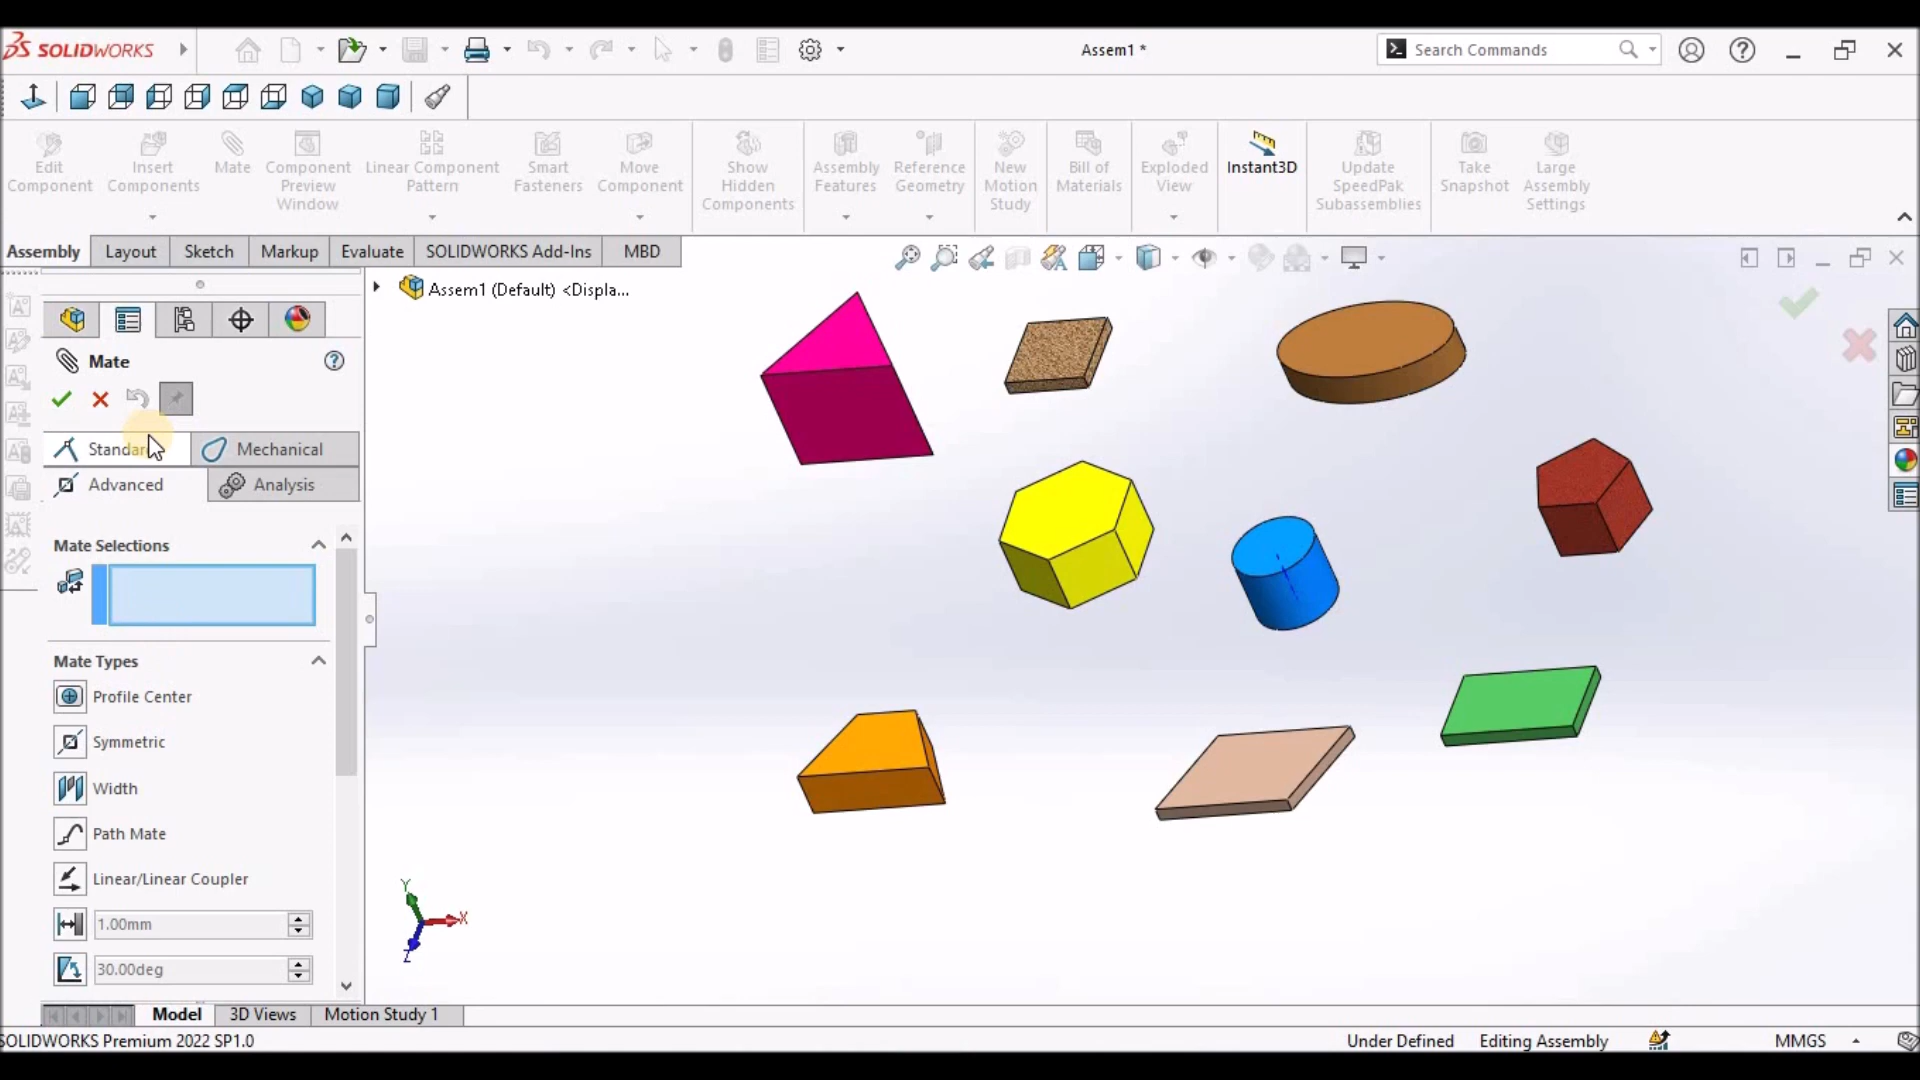 SOLIDWORKS
Assem1 *
Search Commands
Edit Component
Insert Components
Mate
Component Preview Window
Linear Component Pattern
Smart Fasteners
Move Component
Show Hidden Components
Assembly Features
Reference Geometry
New Motion Study
Bill of Materials
Exploded View
Instant3D
Update SpeedPak Subassemblies
Take Snapshot
Large Assembly Settings
Assembly
Layout
Sketch
Markup
Evaluate
SOLIDWORKS Add-Ins
MBD
Assem1 (Default) <Displa...
Mate
Standard
Mechanical
Advanced
Analysis
Mate Selections
Mate Types
Profile Center
Symmetric
Width
Path Mate
Linear/Linear Coupler
1.00mm
30.00deg
Y
X
Z
Model
3D Views
Motion Study 1
SOLIDWORKS Premium 2022 SP1.0
Under Defined
Editing Assembly
MMGS